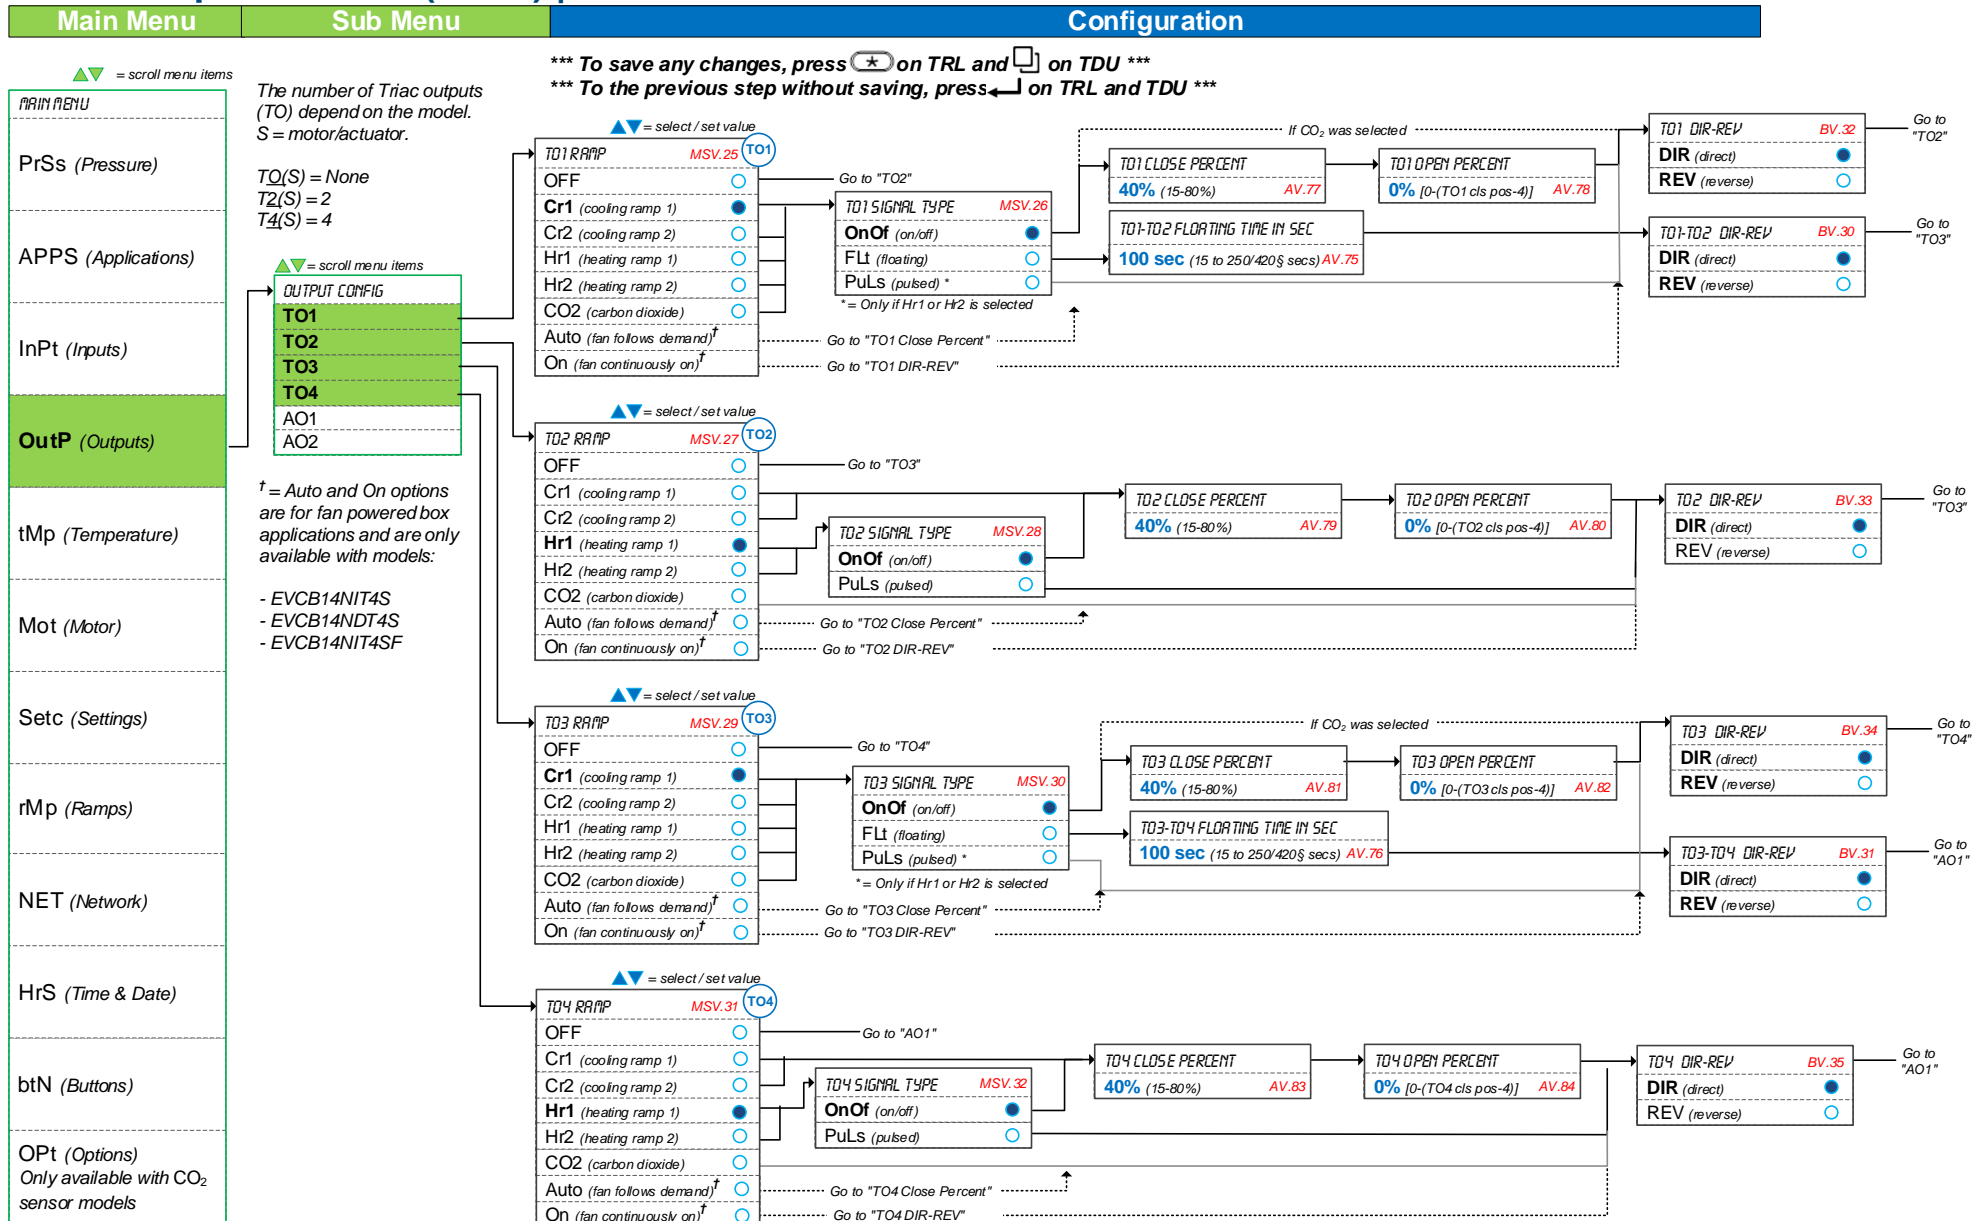 Main Menu
Sub Menu
Configuration
= scroll menu items
MAIN MENU
PrSs (Pressure)
APPS (Applications)
InPt (Inputs)
OutP (Outputs)
tMp (Temperature)
Mot (Motor)
Setc (Settings)
rMp (Ramps)
NET (Network)
HrS (Time & Date)
btN (Buttons)
OPt (Options)
Only available with CO₂
sensor models
The number of Triac outputs
(TO) depend on the model.
S = motor/actuator.
TO(S) = None
T2(S) = 2
T4(S) = 4
= scroll menu items
OUTPUT CONFIG
TO1
TO2
TO3
TO4
AO1
AO2
† = Auto and On options
are for fan powered box
applications and are only
available with models:
- EVCB14NIT4S
- EVCB14NDT4S
- EVCB14NIT4SF
*** To save any changes, press * on TRL and on TDU ***
*** To the previous step without saving, press on TRL and TDU ***
= select / set value
TO1 RAMP MSV.25 TO1
OFF
Cr1 (cooling ramp 1)
Cr2 (cooling ramp 2)
Hr1 (heating ramp 1)
Hr2 (heating ramp 2)
CO2 (carbon dioxide)
Auto (fan follows demand)†
On (fan continuously on)†
Go to "TO2"
TO1 SIGNAL TYPE MSV.26
OnOf (on/off)
FLt (floating)
PuLs (pulsed) *
* = Only if Hr1 or Hr2 is selected
Go to "TO1 Close Percent"
Go to "TO1 DIR-REV"
If CO₂ was selected
TO1 CLOSE PERCENT
40% (15-80%) AV.77
TO1 OPEN PERCENT
0% [0-(TO1 cls pos-4)] AV.78
TO1-TO2 FLOATING TIME IN SEC
100 sec (15 to 250/420§ secs) AV.75
TO1 DIR-REV BV.32
DIR (direct)
REV (reverse)
Go to
"TO2"
TO1-TO2 DIR-REV BV.30
DIR (direct)
REV (reverse)
Go to
"TO3"
= select / set value
TO2 RAMP MSV.27 TO2
OFF
Cr1 (cooling ramp 1)
Cr2 (cooling ramp 2)
Hr1 (heating ramp 1)
Hr2 (heating ramp 2)
CO2 (carbon dioxide)
Auto (fan follows demand)†
On (fan continuously on)†
Go to "TO3"
TO2 SIGNAL TYPE MSV.28
OnOf (on/off)
PuLs (pulsed)
Go to "TO2 Close Percent"
Go to "TO2 DIR-REV"
TO2 CLOSE PERCENT
40% (15-80%) AV.79
TO2 OPEN PERCENT
0% [0-(TO2 cls pos-4)] AV.80
TO2 DIR-REV BV.33
DIR (direct)
REV (reverse)
Go to
"TO3"
= select / set value
TO3 RAMP MSV.29 TO3
OFF
Cr1 (cooling ramp 1)
Cr2 (cooling ramp 2)
Hr1 (heating ramp 1)
Hr2 (heating ramp 2)
CO2 (carbon dioxide)
Auto (fan follows demand)†
On (fan continuously on)†
Go to "TO4"
TO3 SIGNAL TYPE MSV.30
OnOf (on/off)
FLt (floating)
PuLs (pulsed) *
* = Only if Hr1 or Hr2 is selected
Go to "TO3 Close Percent"
Go to "TO3 DIR-REV"
If CO₂ was selected
TO3 CLOSE PERCENT
40% (15-80%) AV.81
TO3 OPEN PERCENT
0% [0-(TO3 cls pos-4)] AV.82
TO3-TO4 FLOATING TIME IN SEC
100 sec (15 to 250/420§ secs) AV.76
TO3 DIR-REV BV.34
DIR (direct)
REV (reverse)
Go to
"TO4"
TO3-TO4 DIR-REV BV.31
DIR (direct)
REV (reverse)
Go to
"AO1"
= select / set value
TO4 RAMP MSV.31 TO4
OFF
Cr1 (cooling ramp 1)
Cr2 (cooling ramp 2)
Hr1 (heating ramp 1)
Hr2 (heating ramp 2)
CO2 (carbon dioxide)
Auto (fan follows demand)†
On (fan continuously on)†
Go to "AO1"
TO4 SIGNAL TYPE MSV.32
OnOf (on/off)
PuLs (pulsed)
Go to "TO4 Close Percent"
Go to "TO4 DIR-REV"
TO4 CLOSE PERCENT
40% (15-80%) AV.83
TO4 OPEN PERCENT
0% [0-(TO4 cls pos-4)] AV.84
TO4 DIR-REV BV.35
DIR (direct)
REV (reverse)
Go to
"AO1"